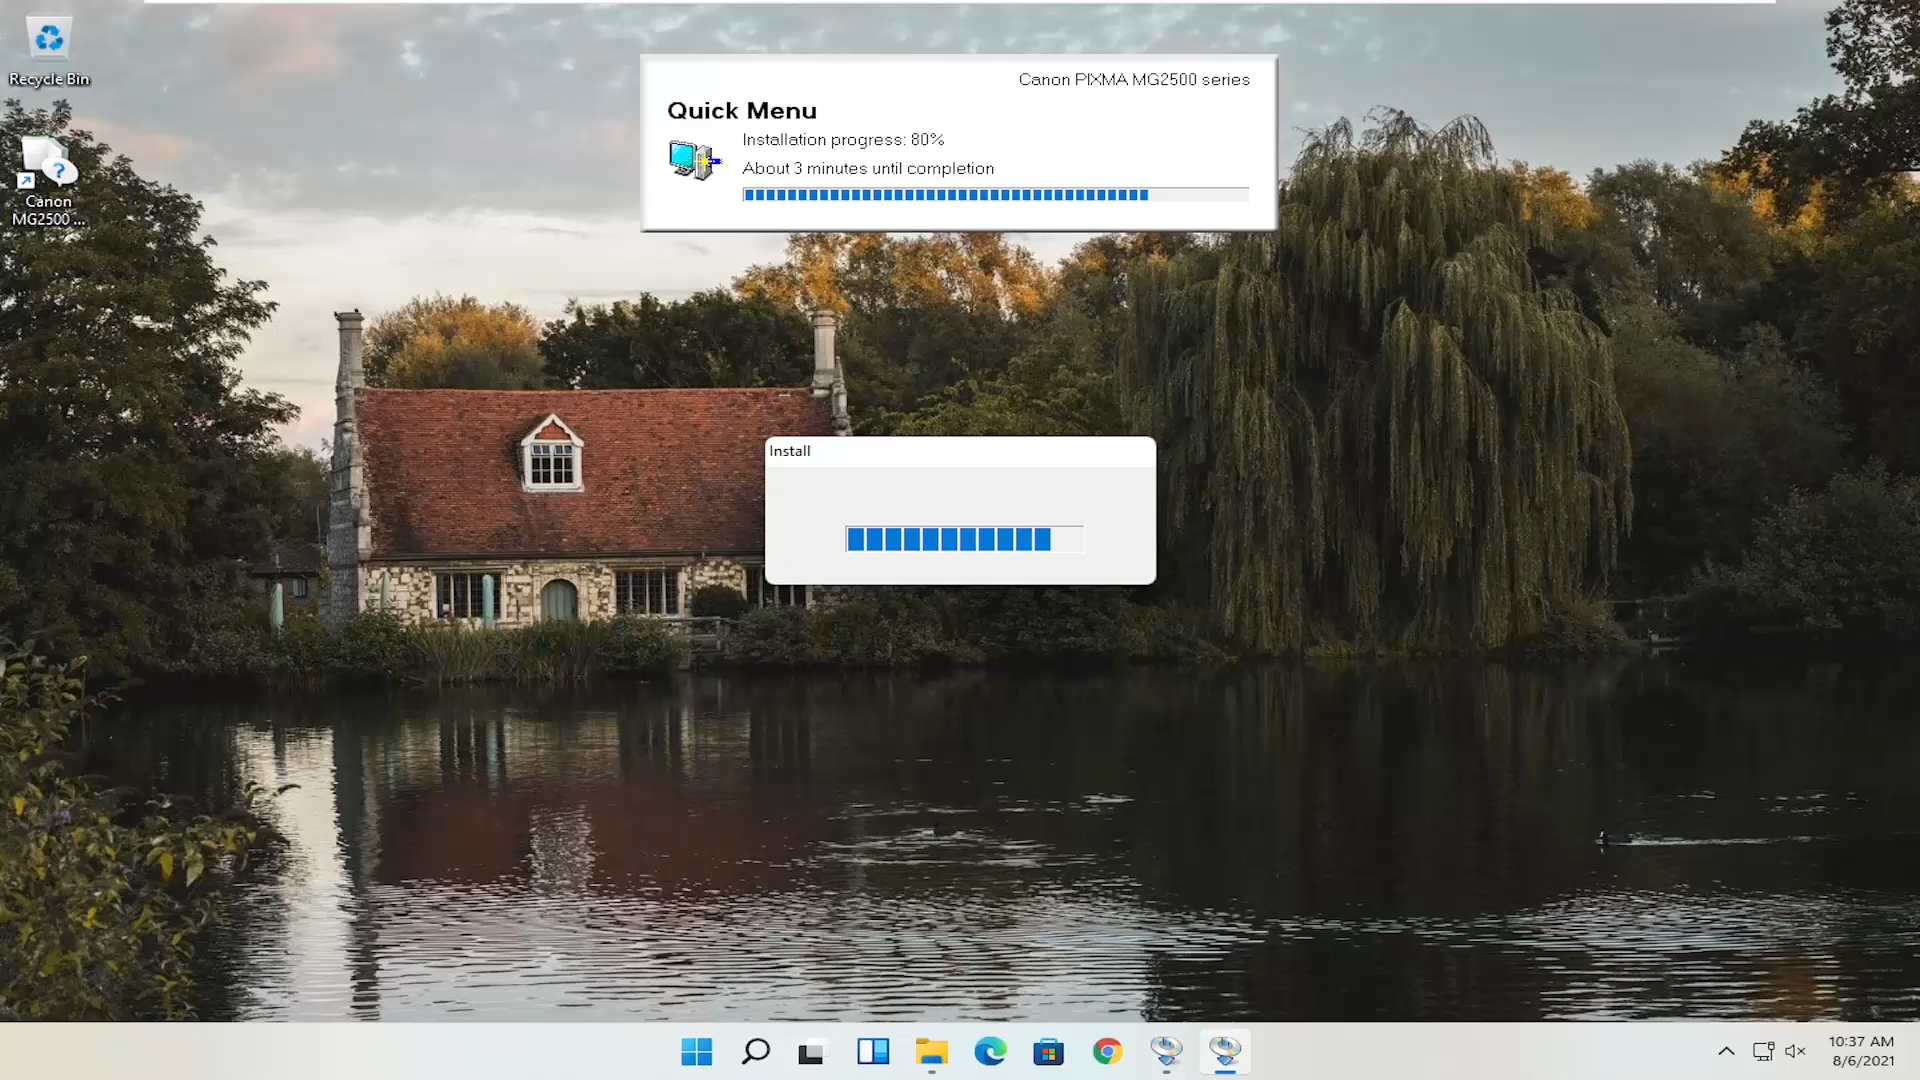 Recycle Bin
Canon
MG2500 ...
Canon PIXMA MG2500 series
Quick Menu
Installation progress: 80%
About 3 minutes until completion
Install
10:37 AM
8/6/2021